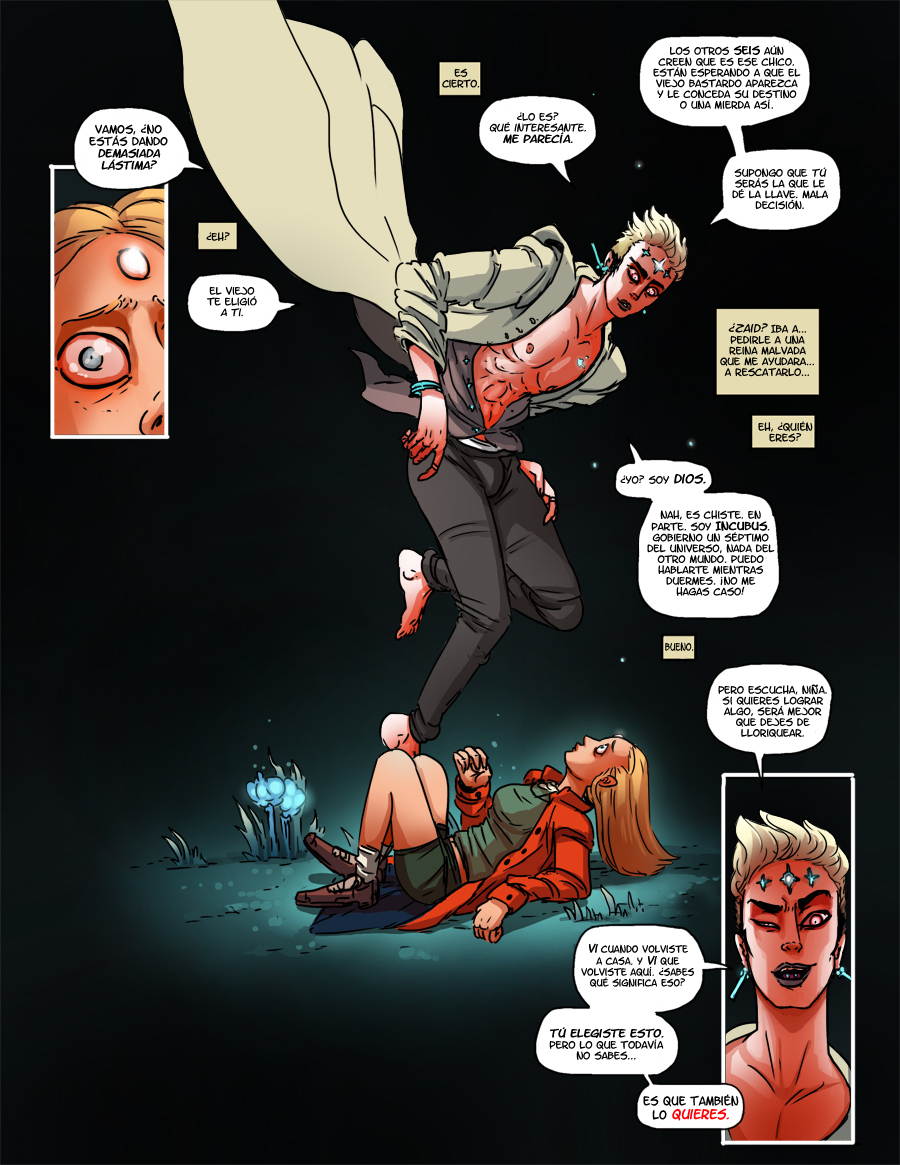 VAMOS, ¿NO
ESTÁS DANDO
DEMASIADA
LÁSTIMA?
¿EH?
EL VIEJO
TE ELIGIÓ
A TI.
ES
CIERTO.
¿LO ES?
QUÉ INTERESANTE.
ME PARECÍA.
LOS OTROS SEIS AÚN
CREEN QUE ES ESE CHICO.
ESTÁN ESPERANDO A QUE EL
VIEJO BASTARDO APAREZCA
Y LE CONCEDA SU DESTINO
O UNA MIERDA ASÍ.
SUPONGO QUE TÚ
SERÁS LA QUE LE
DÉ LA LLAVE. MALA
DECISIÓN.
¿ZAID? IBA A...
PEDIRLE A UNA
REINA MALVADA
QUE ME AYUDARA...
A RESCATARLO...
EH, ¿QUIÉN
ERES?
¿YO? SOY DIOS.
NAH, ES CHISTE. EN
PARTE. SOY INCUBUS.
GOBIERNO UN SÉPTIMO
DEL UNIVERSO, NADA DEL
OTRO MUNDO. PUEDO
HABLARTE MIENTRAS
DUERMES. ¡NO ME
HAGAS CASO!
BUENO.
PERO ESCUCHA, NIÑA.
SI QUIERES LOGRAR
ALGO, SERÁ MEJOR
QUE DEJES DE
LLORIQUEAR.
VI CUANDO VOLVISTE
A CASA. Y VI QUE
VOLVISTE AQUÍ. ¿SABES
QUÉ SIGNIFICA ESO?
TÚ ELEGISTE ESTO.
PERO LO QUE TODAVÍA
NO SABES...
ES QUE TAMBIÉN
LO QUIERES.